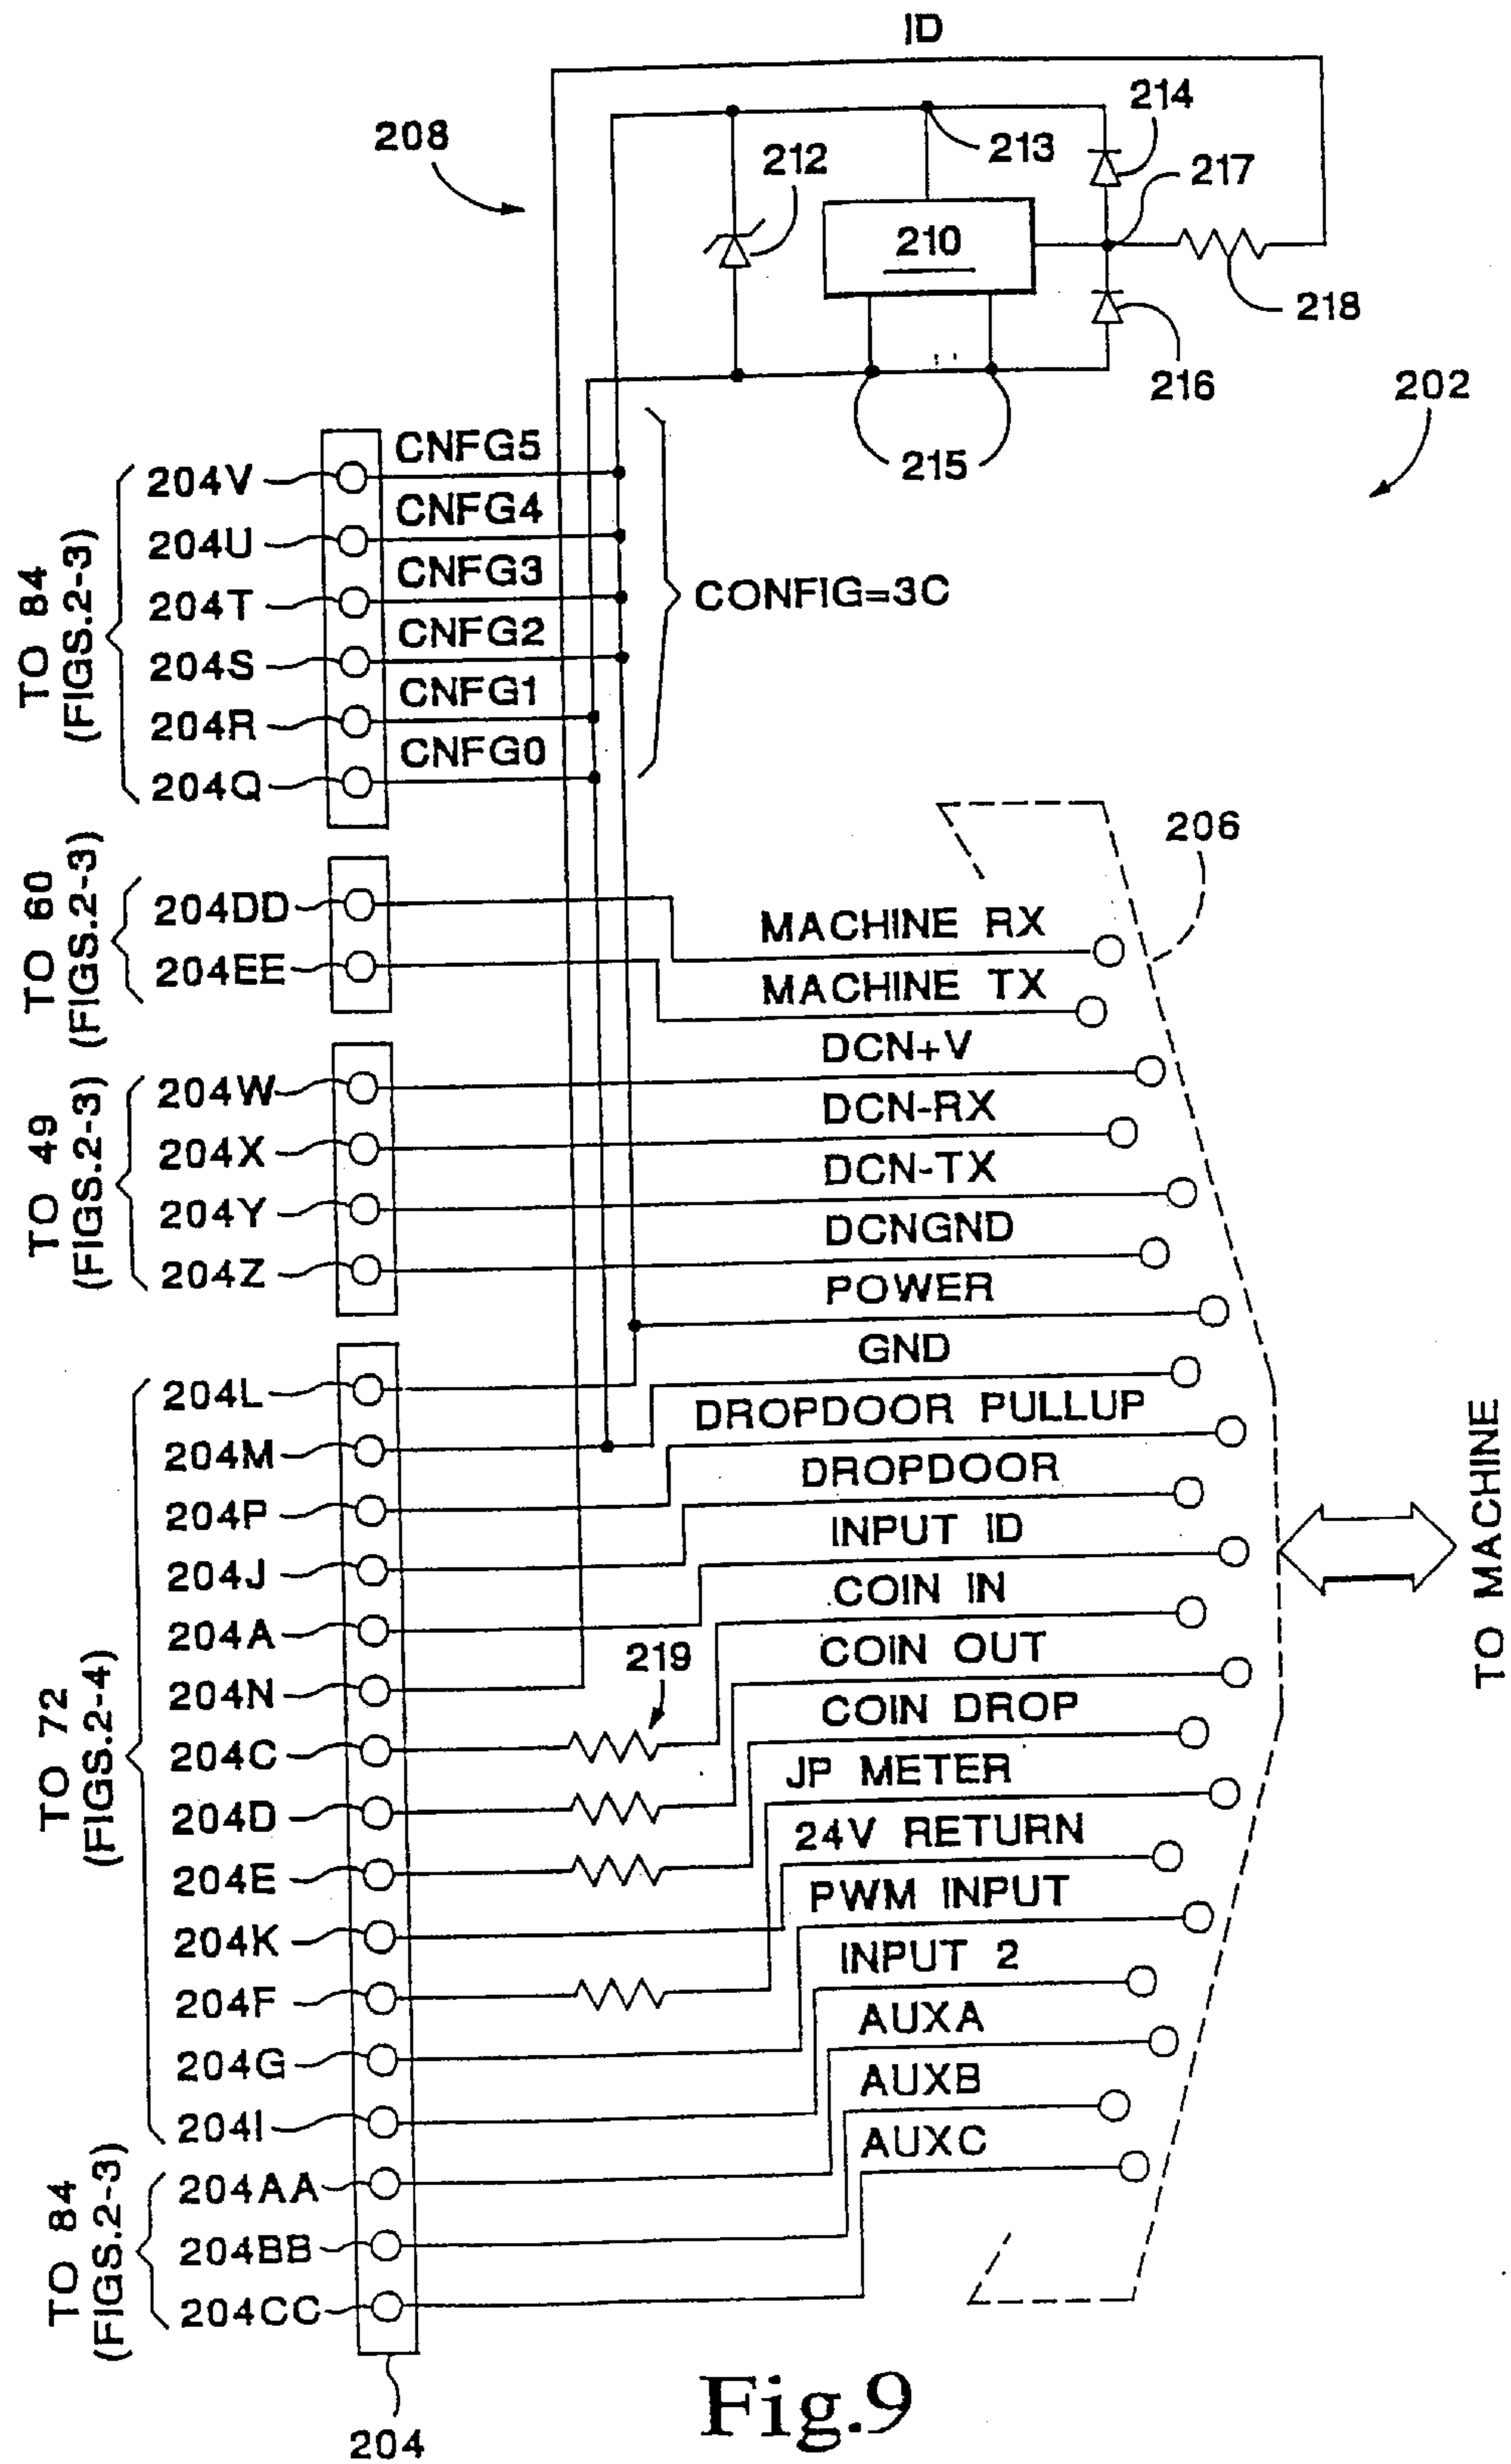 ID
208
212
213
214
217
210
218
216
215
202
TO 84
(FIGS.2-3)
204V
CNFG5
204U
CNFG4
204T
CNFG3
204S
CNFG2
204R
CNFG1
204Q
CNFG0
CONFIG=3C
206
TO 60
(FIGS.2-3)
204DD
MACHINE RX
204EE
MACHINE TX
TO 49
(FIGS.2-3)
204W
DCN+V
204X
DCN-RX
204Y
DCN-TX
204Z
DCNGND
POWER
TO 72
(FIGS.2-4)
204L
GND
204M
DROPDOOR PULLUP
204P
DROPDOOR
204J
INPUT ID
204A
COIN IN
204N
219
COIN OUT
204C
COIN DROP
204D
JP METER
204E
24V RETURN
204K
PWM INPUT
204F
INPUT 2
204G
AUXA
204I
AUXB
AUXC
TO MACHINE
TO 84
(FIGS.2-3)
204AA
204BB
204CC
204
Fig.9